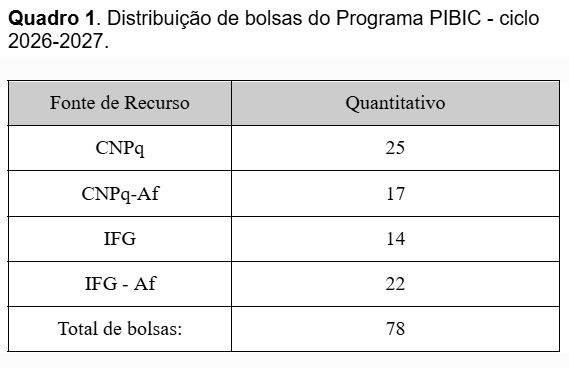 Quadro 1. Distribuição de bolsas do Programa PIBIC - ciclo
2026-2027.
Fonte de Recurso Quantitativo
CNPq 25
CNPq-Af 17
IFG 14
IFG - Af 22
Total de bolsas: 78